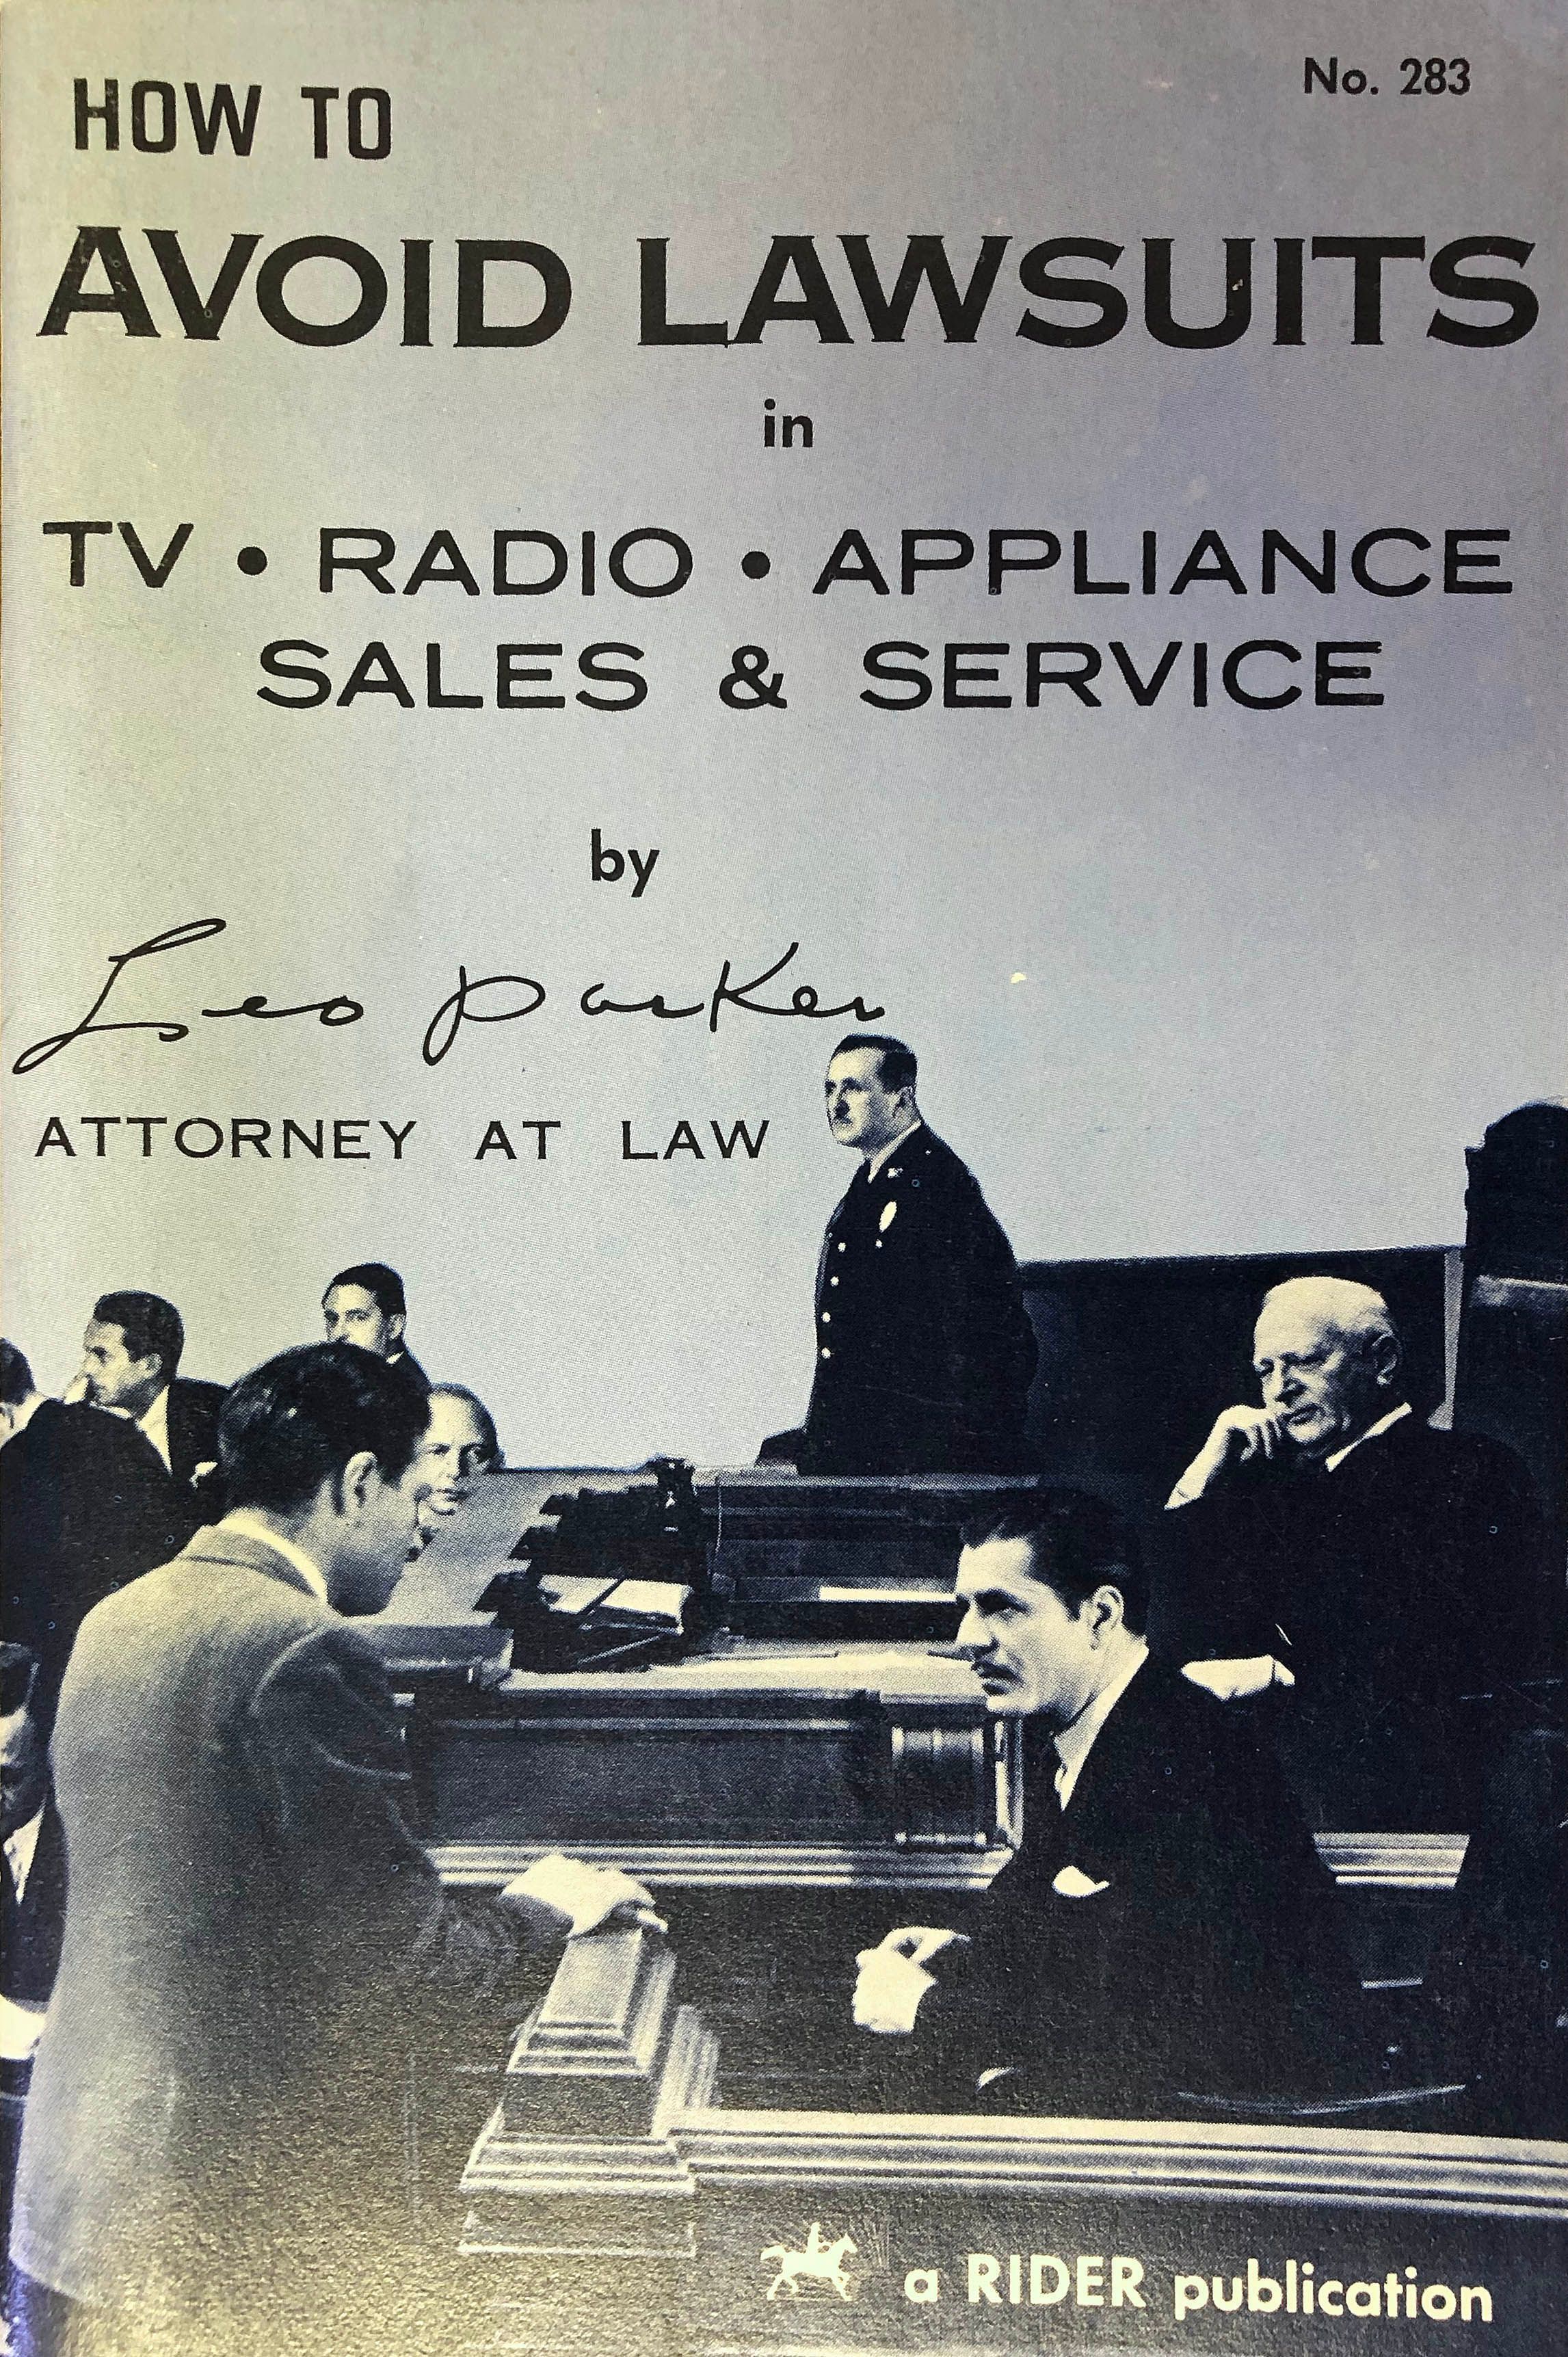 No. 283
HOW TO
AVOID LAWSUITS
in
TV • RADIO • APPLIANCE
SALES & SERVICE
by
Leo Parker
ATTORNEY AT LAW
a RIDER publication